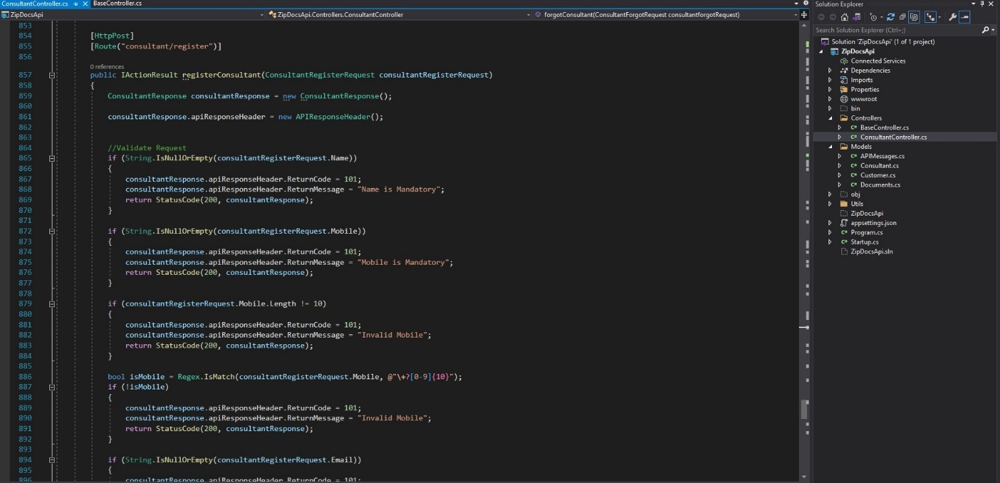 ConsultantController.cs
BaseController.cs
ZipDocsApi
ZipDocsApi.Controllers.ConsultantController
forgotConsultant(ConsultantForgotRequest consultantforgotRequest)
853
854 [HttpPost]
855 [Route("consultant/register")]
856
0 references
857 public IActionResult registerConsultant(ConsultantRegisterRequest consultantRegisterRequest)
858 {
859 ConsultantResponse consultantResponse = new ConsultantResponse();
860
861 consultantResponse.apiResponseHeader = new APIResponseHeader();
862
863
864 //Validate Request
865 if (String.IsNullOrEmpty(consultantRegisterRequest.Name))
866 {
867 consultantResponse.apiResponseHeader.ReturnCode = 101;
868 consultantResponse.apiResponseHeader.ReturnMessage = "Name is Mandatory";
869 return StatusCode(200, consultantResponse);
870 }
871
872 if (String.IsNullOrEmpty(consultantRegisterRequest.Mobile))
873 {
874 consultantResponse.apiResponseHeader.ReturnCode = 101;
875 consultantResponse.apiResponseHeader.ReturnMessage = "Mobile is Mandatory";
876 return StatusCode(200, consultantResponse);
877 }
878
879 if (consultantRegisterRequest.Mobile.Length != 10)
880 {
881 consultantResponse.apiResponseHeader.ReturnCode = 101;
882 consultantResponse.apiResponseHeader.ReturnMessage = "Invalid Mobile";
883 return StatusCode(200, consultantResponse);
884 }
885
886 bool isMobile = Regex.IsMatch(consultantRegisterRequest.Mobile, @"\+?[0-9]{10}");
887 if (!isMobile)
888 {
889 consultantResponse.apiResponseHeader.ReturnCode = 101;
890 consultantResponse.apiResponseHeader.ReturnMessage = "Invalid Mobile";
891 return StatusCode(200, consultantResponse);
892 }
893
894 if (String.IsNullOrEmpty(consultantRegisterRequest.Email))
895 {
896 consultantResponse.apiResponseHeader.ReturnCode = 101;
Solution Explorer
Search Solution Explorer (Ctrl+;)
Solution 'ZipDocsApi' (1 of 1 project)
ZipDocsApi
Connected Services
Dependencies
Imports
Properties
wwwroot
bin
Controllers
BaseController.cs
ConsultantController.cs
Models
APIMessages.cs
Consultant.cs
Customer.cs
Documents.cs
obj
Utils
ZipDocsApi
appsettings.json
Program.cs
Startup.cs
ZipDocsApi.sln